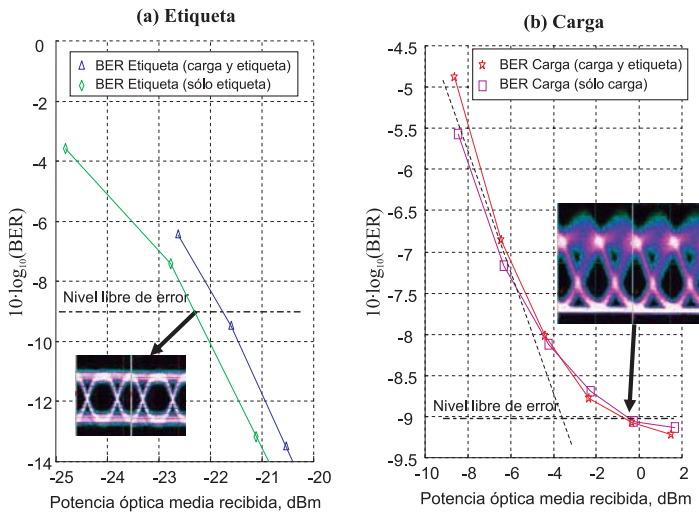 (a) Etiqueta
0
-2
-4
-6
-8
-10
-12
-14
-25
-24
-23
-22
-21
-20
10·log10(BER)
BER Etiqueta (carga y etiqueta)
BER Etiqueta (sólo etiqueta)
Nivel libre de error
Potencia óptica media recibida, dBm
(b) Carga
-4.5
-5
-5.5
-6
-6.5
-7
-7.5
-8
-8.5
-9
-9.5
-10
-8
-6
-4
-2
0
2
10·log10(BER)
BER Carga (carga y etiqueta)
BER Carga (sólo carga)
Nivel libre de error
Potencia óptica media recibida, dBm